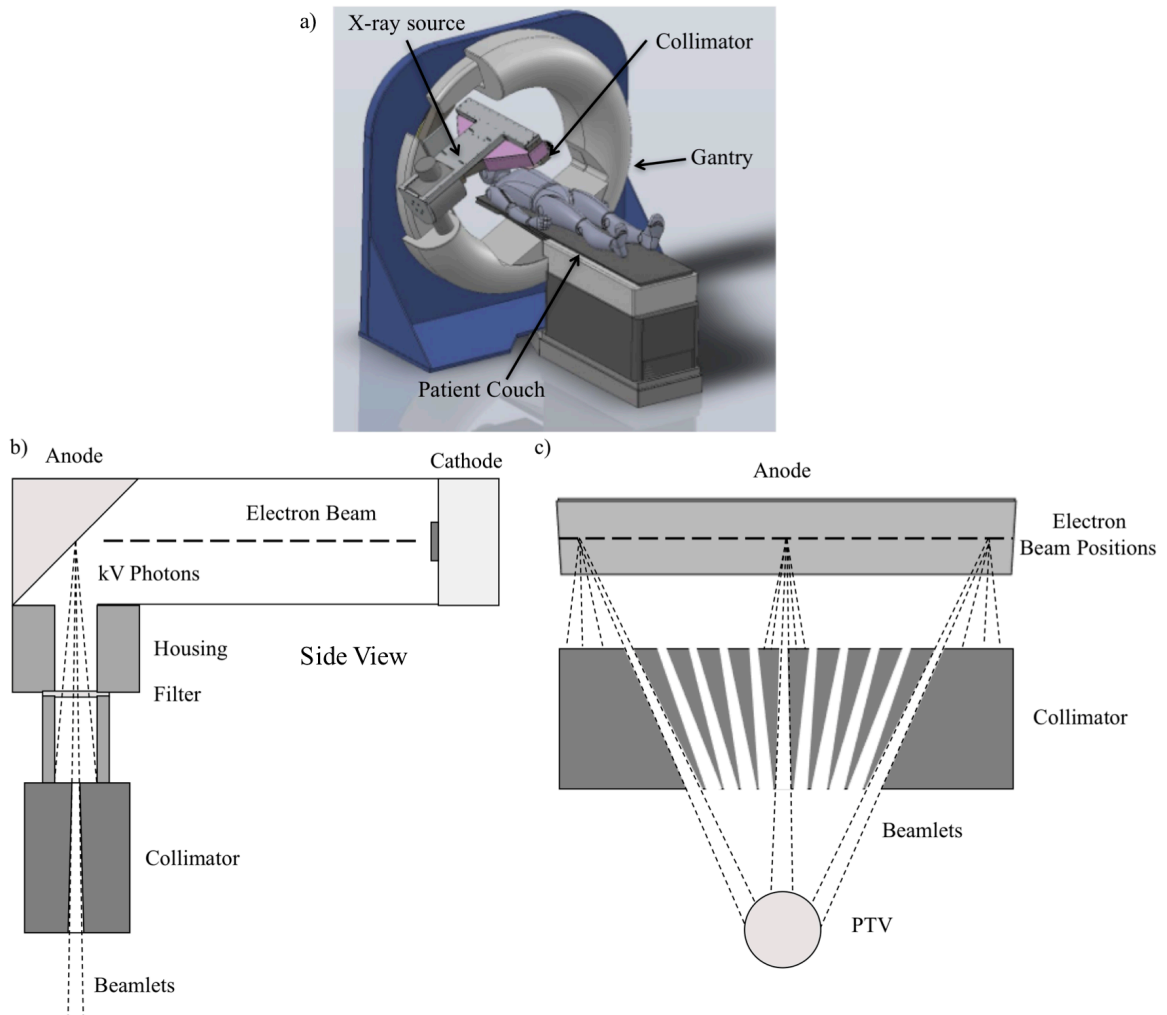 a)
X-ray source
Collimator
Gantry
Patient Couch
b)
Anode
Cathode
Electron Beam
kV Photons
Housing
Side View
Filter
Collimator
Beamlets
c)
Anode
Electron
Beam Positions
Collimator
Beamlets
PTV